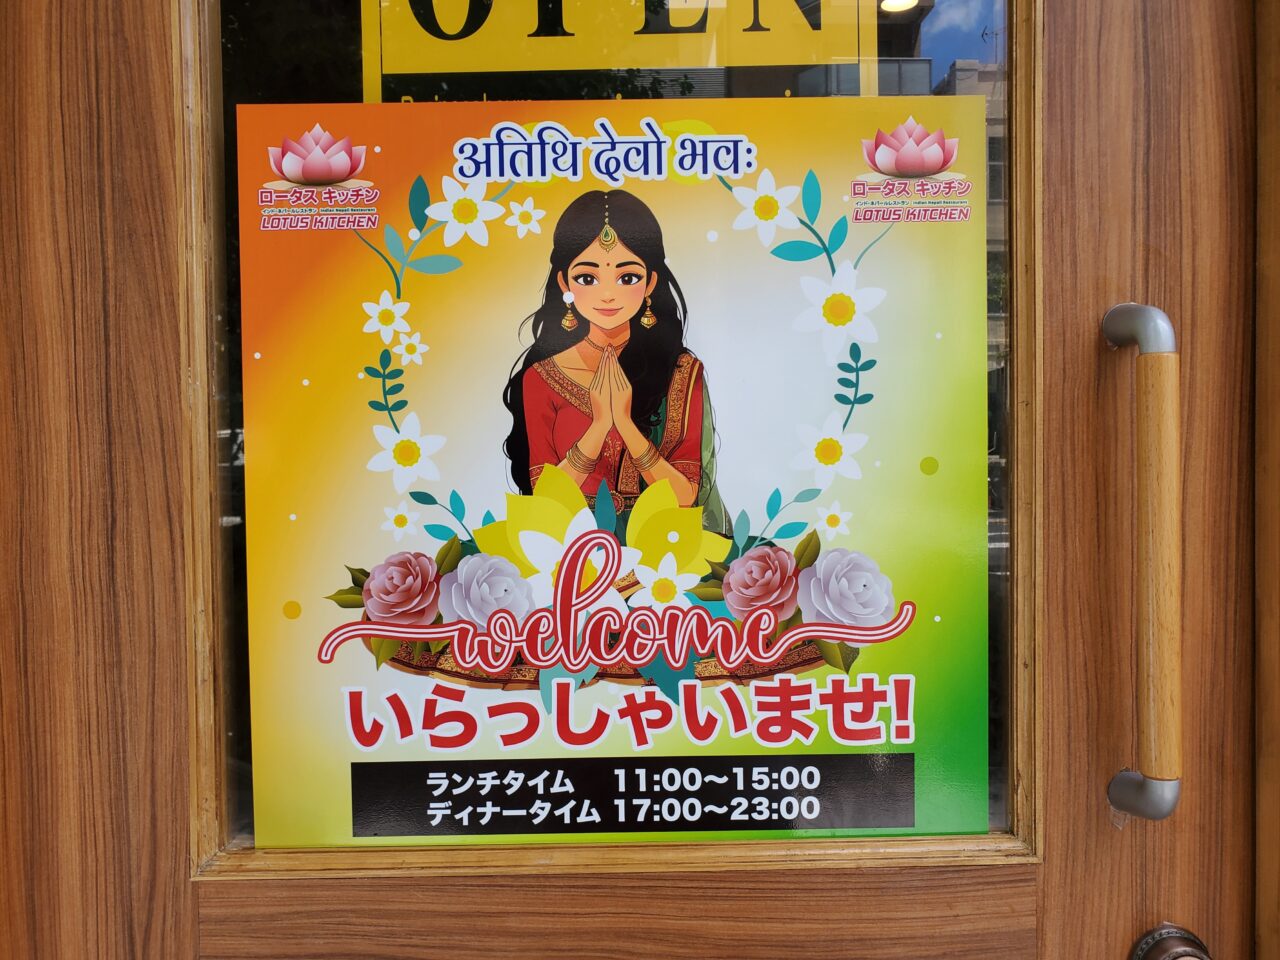 OPEN
अतिथि देवो भवः
ロータス キッチン
インド・ネパールレストラン Indian Nepali Restaurant
LOTUS KITCHEN
ロータス キッチン
インド・ネパールレストラン Indian Nepali Restaurant
LOTUS KITCHEN
welcome
いらっしゃいませ!
ランチタイム 11:00〜15:00
ディナータイム 17:00〜23:00